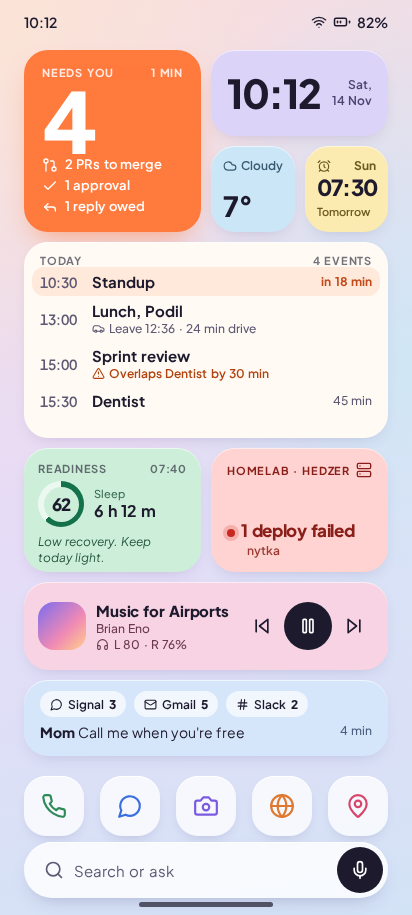 10:12
82%
NEEDS YOU
1 MIN
4
2 PRs to merge
1 approval
1 reply owed
10:12
Sat,
14 Nov
Cloudy
7°
Sun
07:30
Tomorrow
TODAY
4 EVENTS
10:30 Standup in 18 min
13:00 Lunch, Podil
Leave 12:36 · 24 min drive
15:00 Sprint review
Overlaps Dentist by 30 min
15:30 Dentist 45 min
READINESS 07:40
62
Sleep
6 h 12 m
Low recovery. Keep
today light.
HOMELAB · HEDZER
1 deploy failed
nytka
Music for Airports
Brian Eno
L 80 · R 76%
Signal 3
Gmail 5
Slack 2
Mom Call me when you're free 4 min
Search or ask